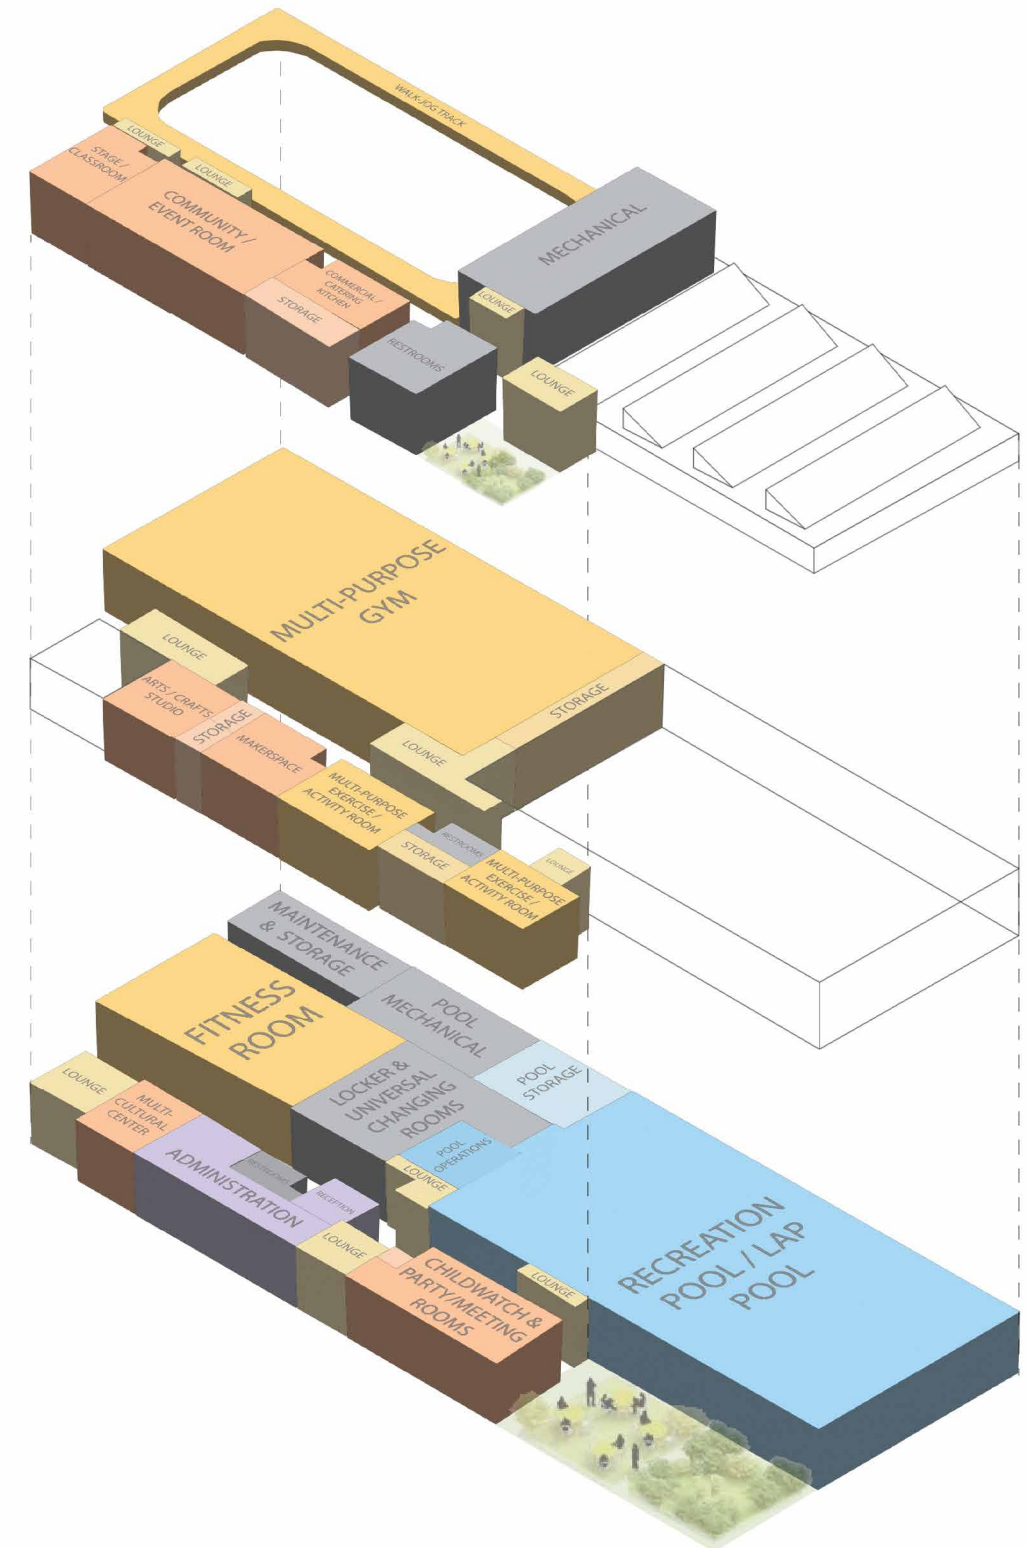 WALK-JOG TRACK
LOUNGE
STAGE /
CLASSROOM
LOUNGE
COMMUNITY /
EVENT ROOM
MECHANICAL
COMMERCIAL /
CATERING
KITCHEN
STORAGE
LOUNGE
RESTROOMS
LOUNGE
MULTI-PURPOSE
GYM
LOUNGE
STORAGE
ARTS / CRAFTS
STUDIO
STORAGE
MAKERSPACE
LOUNGE
MULTI-PURPOSE
EXERCISE /
ACTIVITY ROOM
RESTROOMS
STORAGE
MULTI-PURPOSE
EXERCISE /
ACTIVITY ROOM
LOUNGE
MAINTENANCE
& STORAGE
POOL
MECHANICAL
FITNESS
ROOM
LOCKER &
UNIVERSAL
CHANGING
ROOMS
POOL
STORAGE
LOUNGE
MULTI-
CULTURAL
CENTER
ADMINISTRATION
RESTROOMS
RECEPTION
POOL
OPERATIONS
LOUNGE
LOUNGE
CHILDWATCH &
PARTY/MEETING
ROOMS
LOUNGE
RECREATION
POOL / LAP
POOL